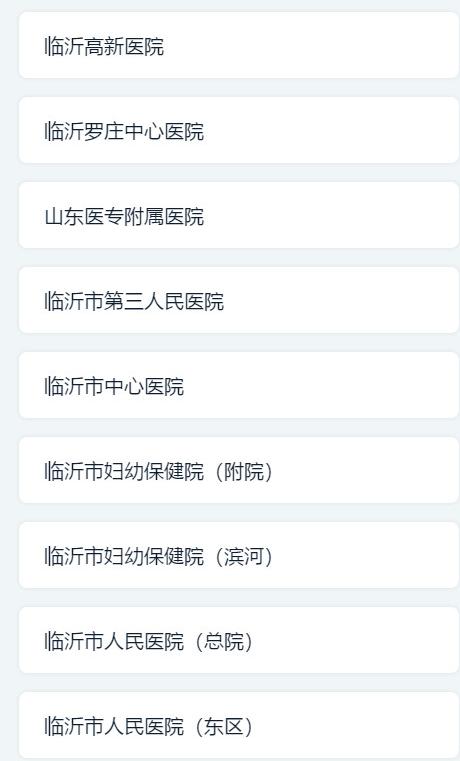 临沂高新医院
临沂罗庄中心医院
山东医专附属医院
临沂市第三人民医院
临沂市中心医院
临沂市妇幼保健院（附院）
临沂市妇幼保健院（滨河）
临沂市人民医院（总院）
临沂市人民医院（东区）